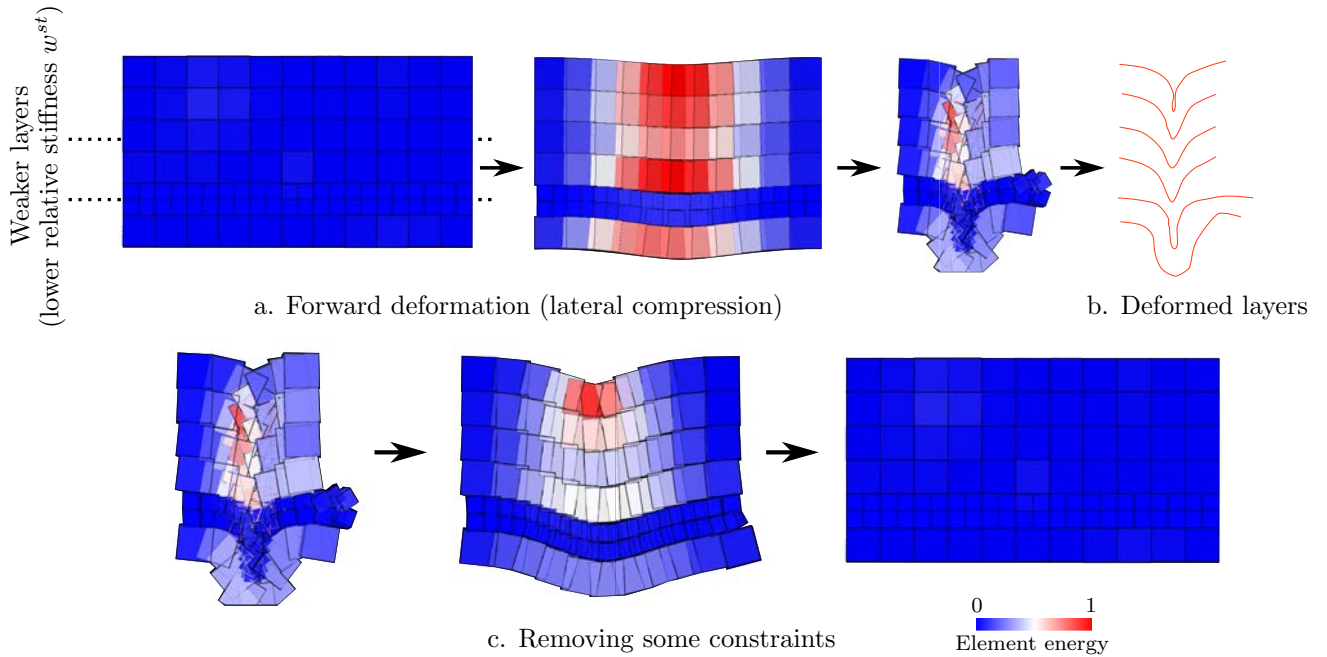 Weaker layers
(lower relative stiffness w^{st})
a. Forward deformation (lateral compression)
b. Deformed layers
c. Removing some constraints
0 1
Element energy